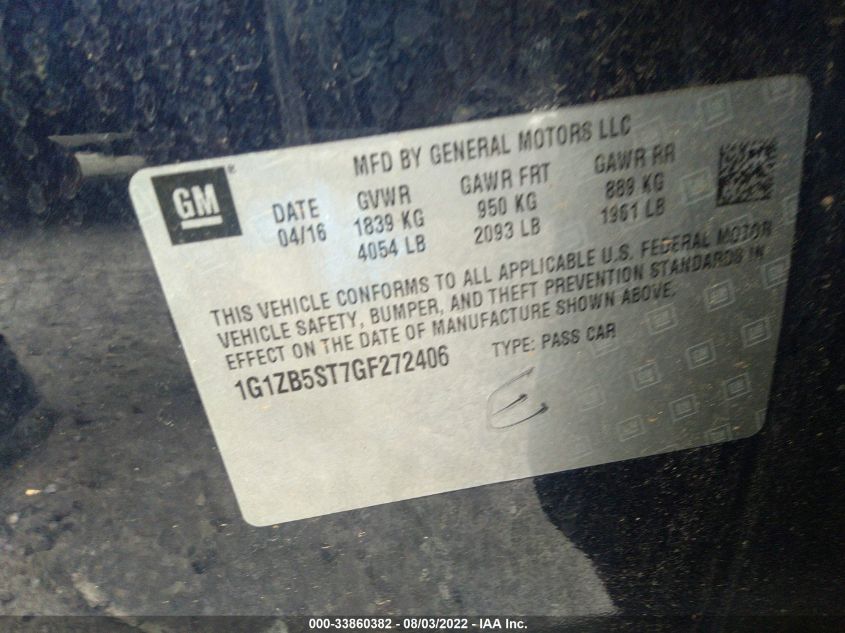 GM®
MFD BY GENERAL MOTORS LLC
DATE GVWR GAWR FRT GAWR RR
04/16 1839 KG 950 KG 889 KG
4054 LB 2093 LB 1961 LB
THIS VEHICLE CONFORMS TO ALL APPLICABLE U.S. FEDERAL MOTOR
VEHICLE SAFETY, BUMPER, AND THEFT PREVENTION STANDARDS IN
EFFECT ON THE DATE OF MANUFACTURE SHOWN ABOVE.
1G1ZB5ST7GF272406 TYPE: PASS CAR
000-33860382 - 08/03/2022 - IAA Inc.